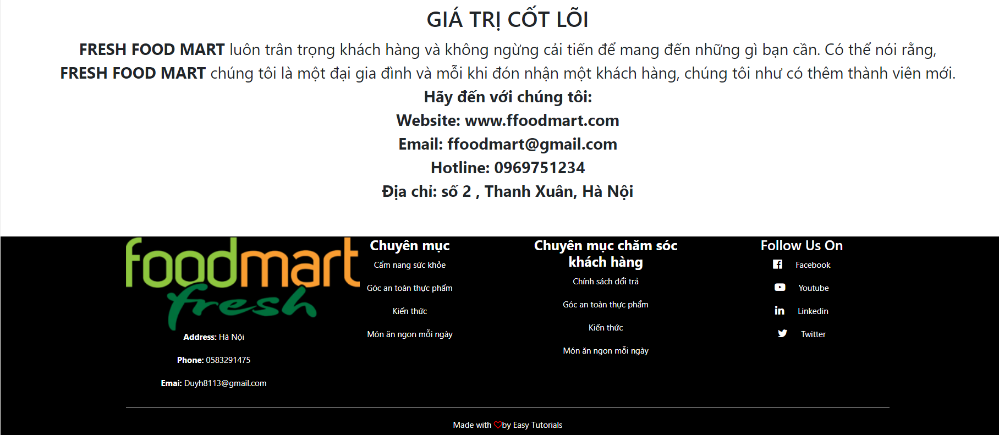 GIÁ TRỊ CỐT LÕI
FRESH FOOD MART luôn trân trọng khách hàng và không ngừng cải tiến để mang đến những gì bạn cần. Có thể nói rằng,
FRESH FOOD MART chúng tôi là một đại gia đình và mỗi khi đón nhận một khách hàng, chúng tôi như có thêm thành viên mới.
Hãy đến với chúng tôi:
Website: www.ffoodmart.com
Email: ffoodmart@gmail.com
Hotline: 0969751234
Địa chỉ: số 2 , Thanh Xuân, Hà Nội
foodmart
fresh
Address: Hà Nội
Phone: 0583291475
Emai: Duyh8113@gmail.com
Chuyên mục
Cẩm nang sức khỏe
Góc an toàn thực phẩm
Kiến thức
Món ăn ngon mỗi ngày
Chuyên mục chăm sóc
khách hàng
Chính sách đổi trả
Góc an toàn thực phẩm
Kiến thức
Món ăn ngon mỗi ngày
Follow Us On
Facebook
Youtube
Linkedin
Twitter
Made with by Easy Tutorials